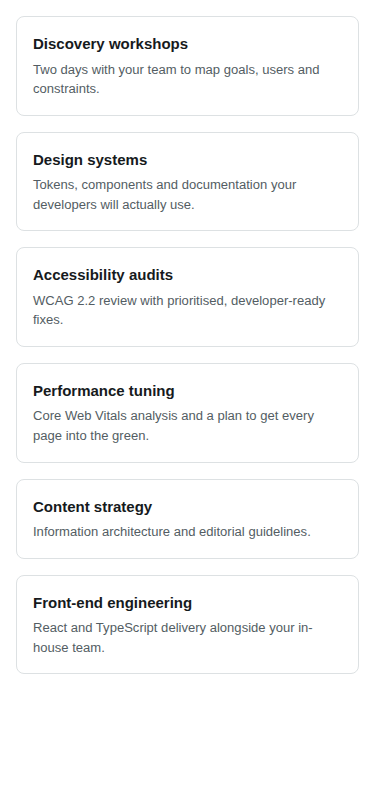 Discovery workshops
Two days with your team to map goals, users and
constraints.
Design systems
Tokens, components and documentation your
developers will actually use.
Accessibility audits
WCAG 2.2 review with prioritised, developer-ready
fixes.
Performance tuning
Core Web Vitals analysis and a plan to get every
page into the green.
Content strategy
Information architecture and editorial guidelines.
Front-end engineering
React and TypeScript delivery alongside your in-
house team.